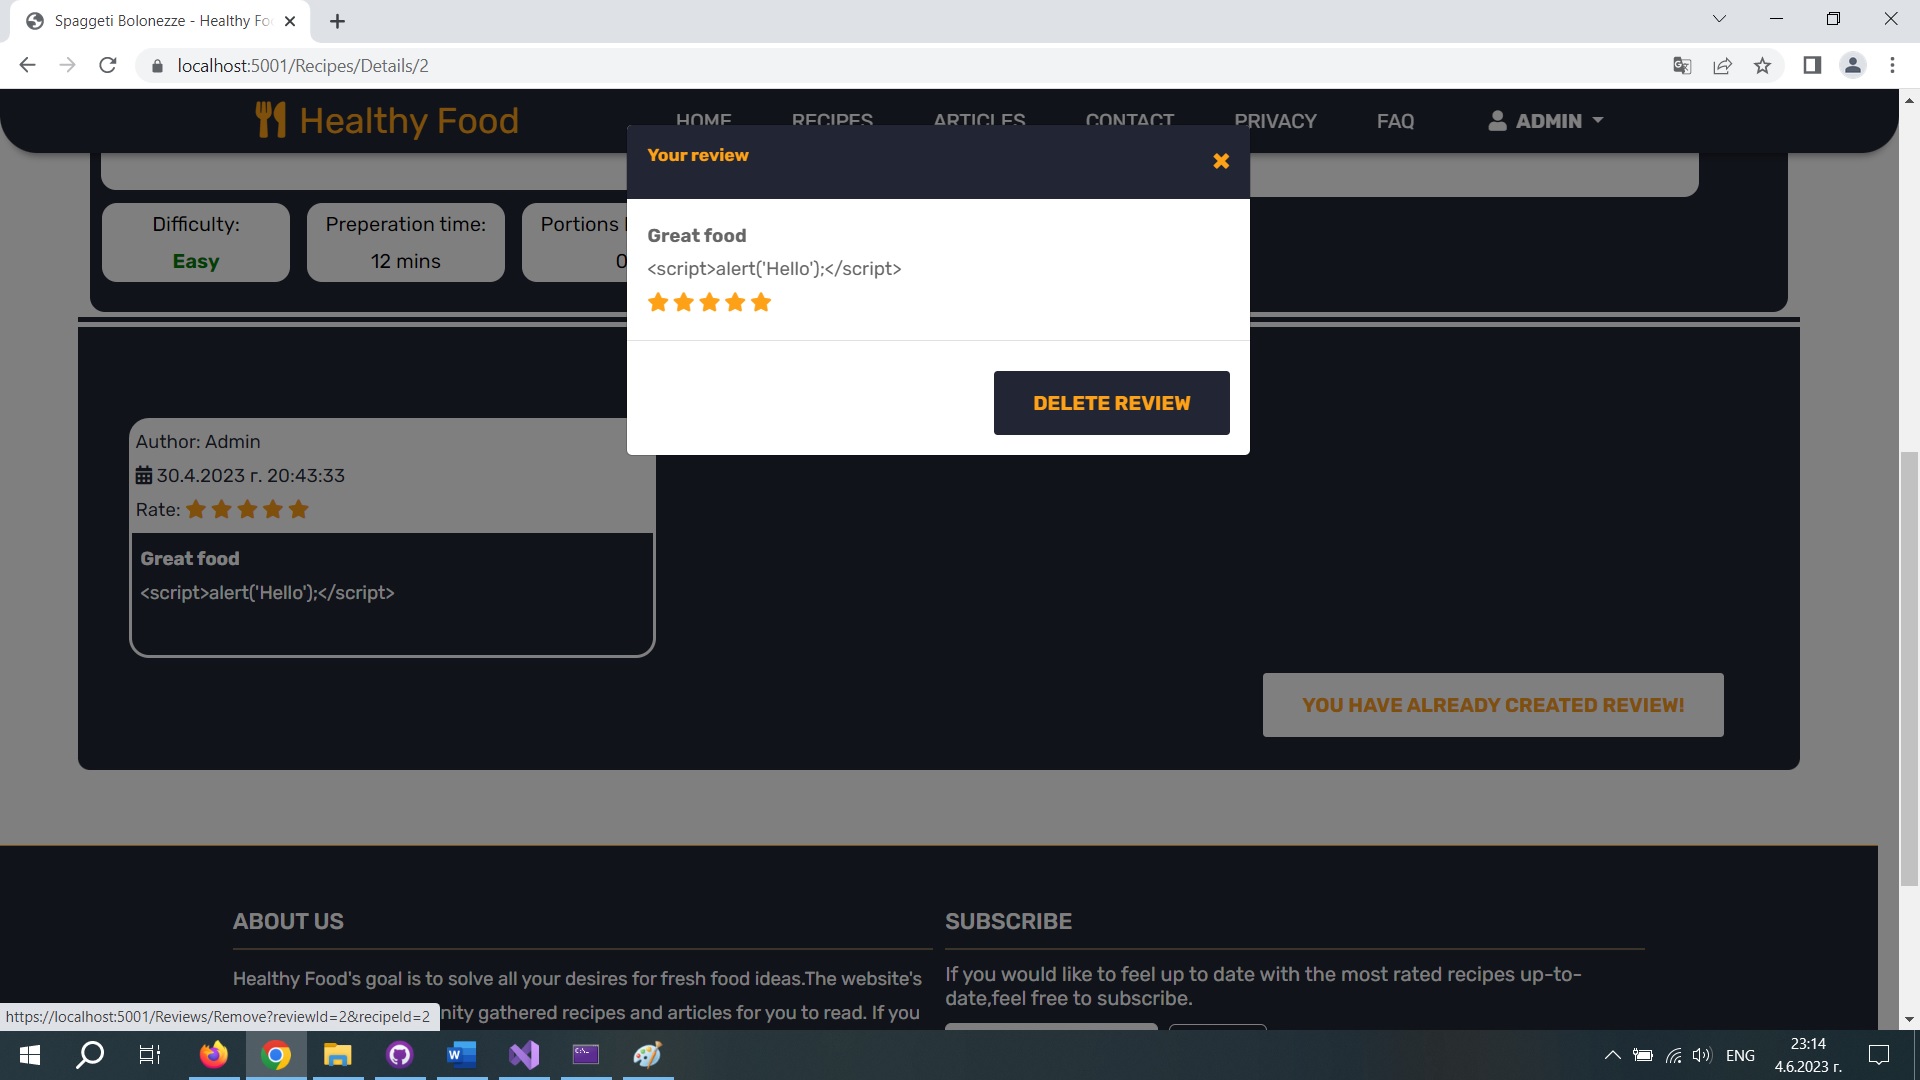 Spaggeti Bolonezze - Healthy Fo
localhost:5001/Recipes/Details/2
Healthy Food
HOME
RECIPES
ARTICLES
CONTACT
PRIVACY
FAQ
ADMIN
Your review
Great food
<script>alert('Hello');</script>
DELETE REVIEW
Difficulty:
Easy
Preperation time:
12 mins
Portions
0
Author: Admin
30.4.2023 г. 20:43:33
Rate:
Great food
<script>alert('Hello');</script>
YOU HAVE ALREADY CREATED REVIEW!
ABOUT US
Healthy Food's goal is to solve all your desires for fresh food ideas.The website's
nity gathered recipes and articles for you to read. If you
SUBSCRIBE
If you would like to feel up to date with the most rated recipes up-to-
date,feel free to subscribe.
https://localhost:5001/Reviews/Remove?reviewId=2&recipeId=2
ENG
23:14
4.6.2023 г.